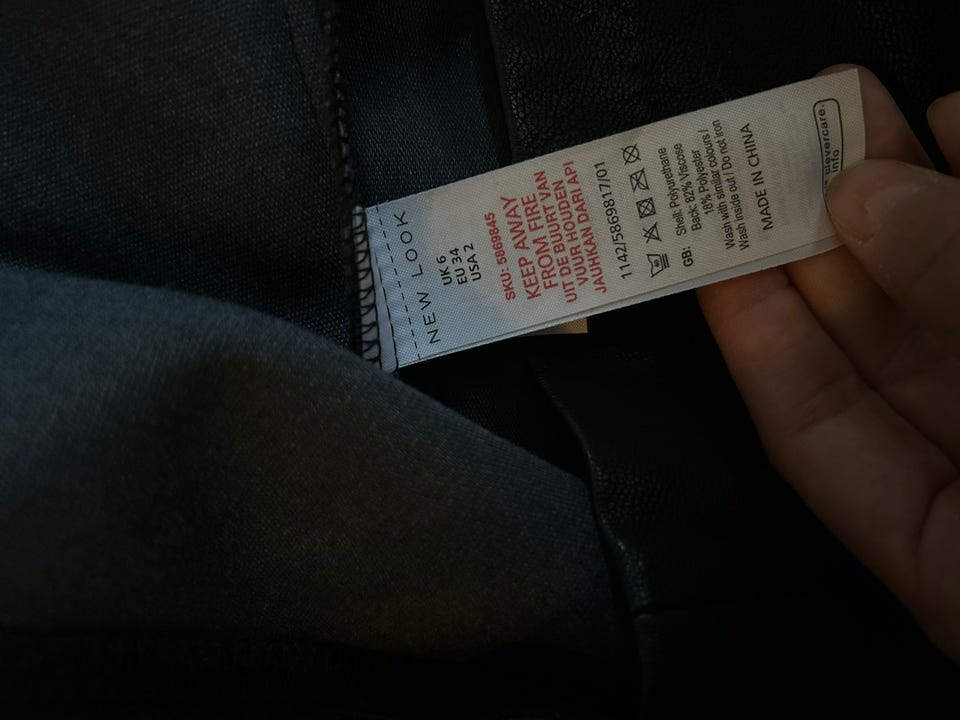 NEW LOOK
UK 6
EU 34
USA 2
SKU: 5869845
KEEP AWAY
FROM FIRE
UIT DE BUURT VAN
VUUR HOUDEN
JAUHKAN DARI API
1142/5869817/01
GB: Shell: Polyurethane
Back: 82% Viscose
18% Polyester
Wash with similar colours /
Wash inside out / Do not iron
MADE IN CHINA
clevercare.
info